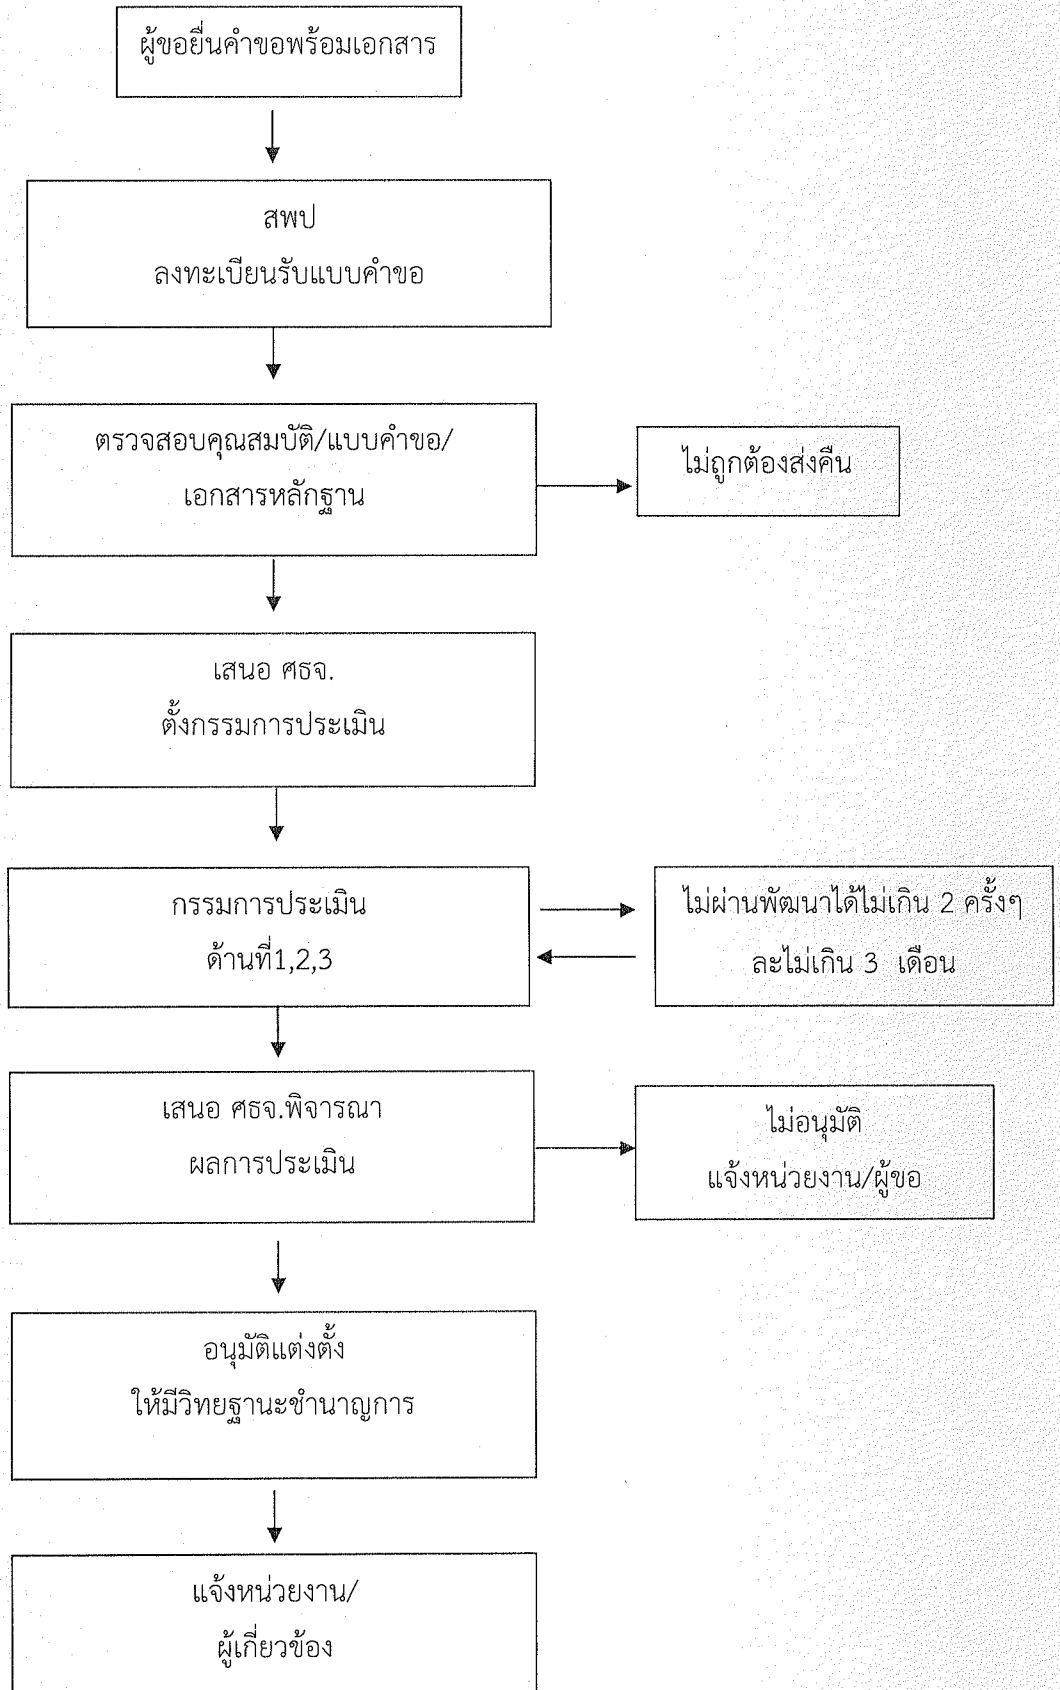 ผู้ขอยื่นคำขอพร้อมเอกสาร
สพป
ลงทะเบียนรับแบบคำขอ
ตรวจสอบคุณสมบัติ/แบบคำขอ/
เอกสารหลักฐาน
ไม่ถูกต้องส่งคืน
เสนอ ศธจ.
ตั้งกรรมการประเมิน
กรรมการประเมิน
ด้านที่1,2,3
ไม่ผ่านพัฒนาได้ไม่เกิน 2 ครั้งๆ
ละไม่เกิน 3 เดือน
เสนอ ศธจ.พิจารณา
ผลการประเมิน
ไม่อนุมัติ
แจ้งหน่วยงาน/ผู้ขอ
อนุมัติแต่งตั้ง
ให้มีวิทยฐานะชำนาญการ
แจ้งหน่วยงาน/
ผู้เกี่ยวข้อง